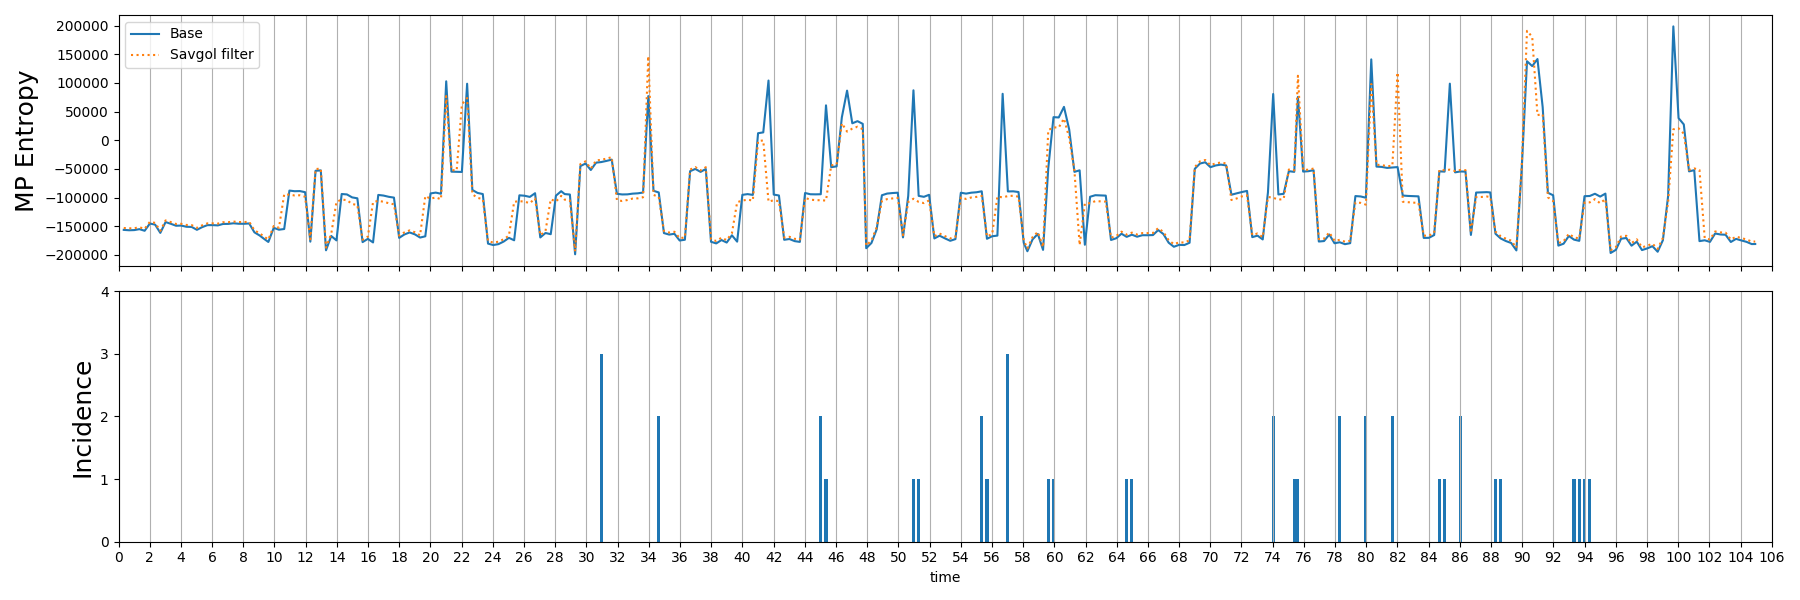 MP Entropy
200000
150000
100000
50000
0
−50000
−100000
−150000
−200000
Base
Savgol filter
Incidence
4
3
2
1
0
0 2 4 6 8 10 12 14 16 18 20 22 24 26 28 30 32 34 36 38 40 42 44 46 48 50 52 54 56 58 60 62 64 66 68 70 72 74 76 78 80 82 84 86 88 90 92 94 96 98 100 102 104 106
time